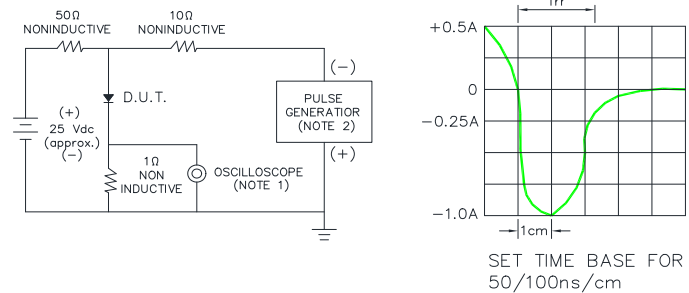 50Ω
NONINDUCTIVE
10Ω
NONINDUCTIVE
(+)
25 Vdc
(approx.)
(−)
D.U.T.
1Ω
NON
INDUCTIVE
OSCILLOSCOPE
(NOTE 1)
(−)
PULSE
GENERATIOR
(NOTE 2)
(+)
trr
+0.5A
0
−0.25A
−1.0A
1cm
SET TIME BASE FOR
50/100ns/cm